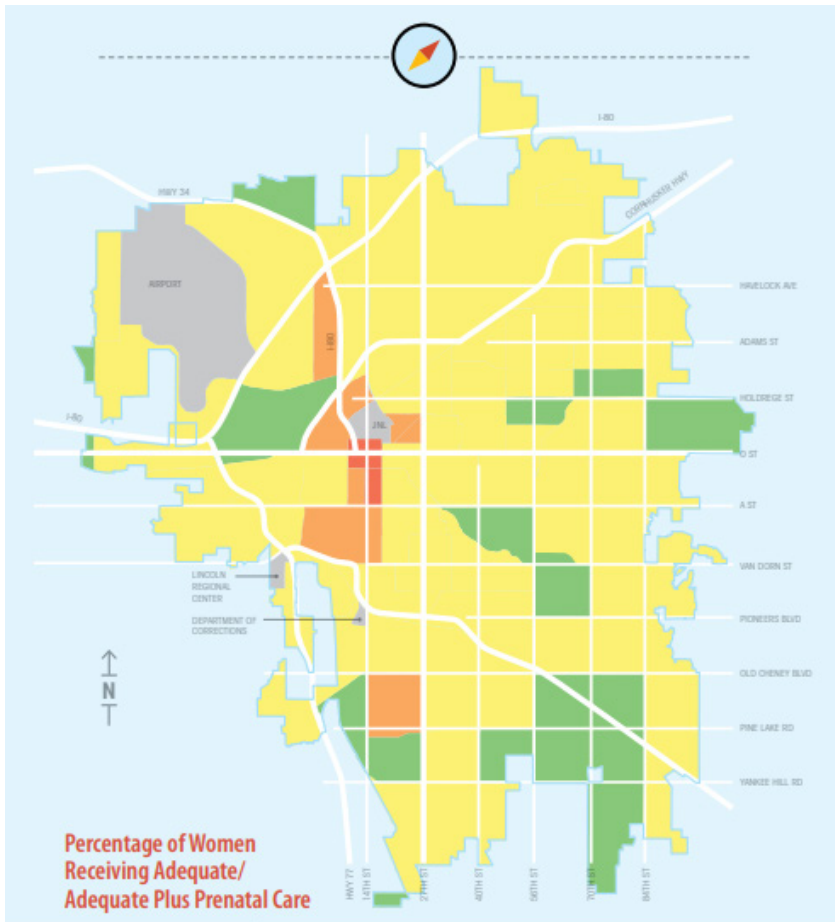 I-80
HWY 34
CORNHUSKER HWY
AIRPORT
HAVELOCK AVE
I-180
ADAMS ST
HOLDREGE ST
I-80
UNL
O ST
A ST
VAN DORN ST
LINCOLN
REGIONAL
CENTER
DEPARTMENT OF
CORRECTIONS
PIONEERS BLVD
N
OLD CHENEY BLVD
PINE LAKE RD
YANKEE HILL RD
Percentage of Women
Receiving Adequate/
Adequate Plus Prenatal Care
HWY 77
14TH ST
27TH ST
40TH ST
56TH ST
70TH ST
84TH ST